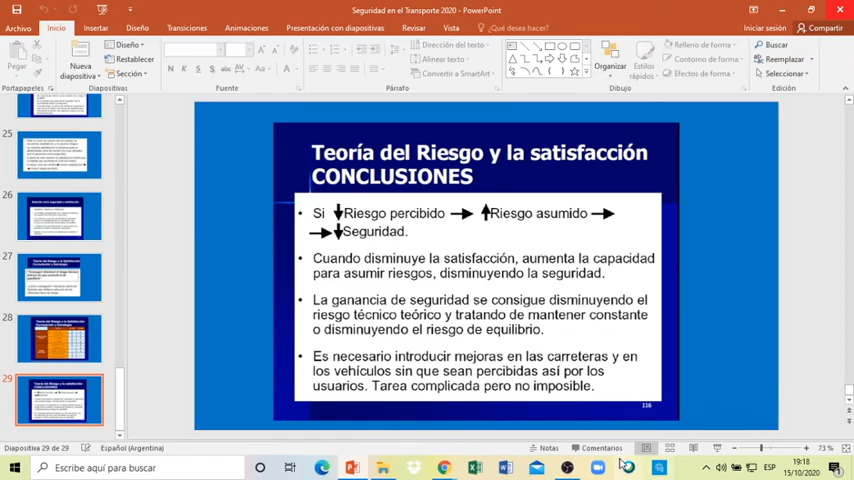 Seguridad en el Transporte 2020 - PowerPoint
Archivo Inicio Insertar Diseño Transiciones Animaciones Presentación con diapositivas Revisar Vista ¿Qué desea hacer? Iniciar sesión Compartir
Pegar
Nueva diapositiva
Diseño
Restablecer
Sección
N K S
Dirección del texto
Alinear texto
Convertir a SmartArt
Organizar
Estilos rápidos
Relleno de forma
Contorno de forma
Efectos de forma
Buscar
Reemplazar
Seleccionar
Portapapeles Diapositivas Fuente Párrafo Dibujo Edición
25
26
27
28
29
Teoría del Riesgo y la satisfacción
CONCLUSIONES
• Si Riesgo percibido Riesgo asumido
Seguridad.
• Cuando disminuye la satisfacción, aumenta la capacidad
para asumir riesgos, disminuyendo la seguridad.
• La ganancia de seguridad se consigue disminuyendo el
riesgo técnico teórico y tratando de mantener constante
o disminuyendo el riesgo de equilibrio.
• Es necesario introducir mejoras en las carreteras y en
los vehículos sin que sean percibidas así por los
usuarios. Tarea complicada pero no imposible.
116
Diapositiva 29 de 29 Español (Argentina) Notas Comentarios 73 %
Escribe aquí para buscar
ESP
19:18
15/10/2020